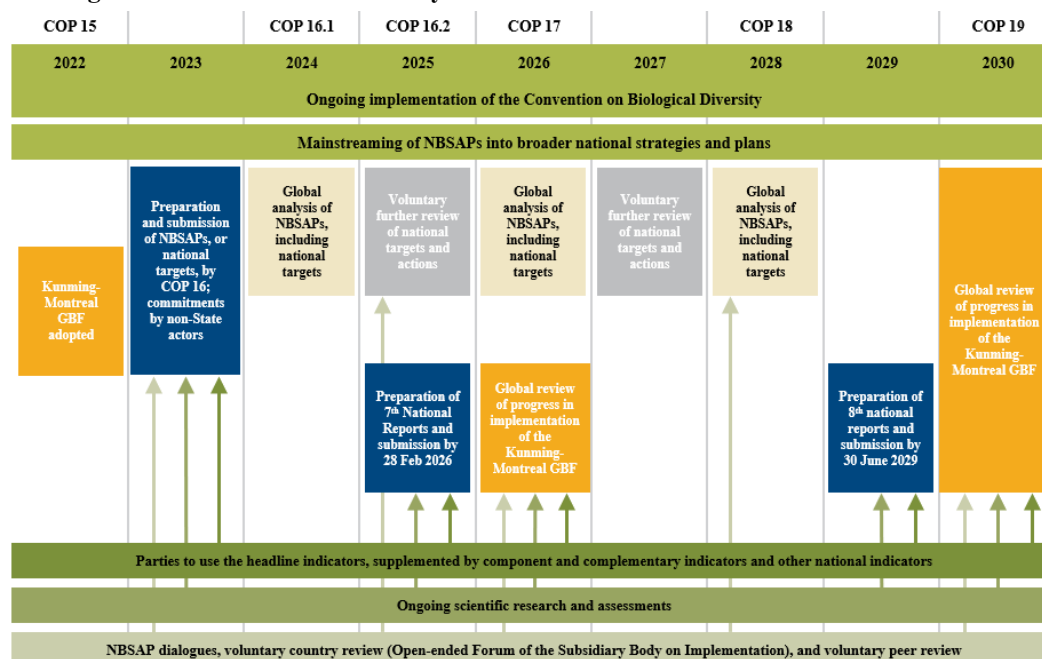 COP 15
COP 16.1
COP 16.2
COP 17
COP 18
COP 19
2022
2023
2024
2025
2026
2027
2028
2029
2030
Ongoing implementation of the Convention on Biological Diversity
Mainstreaming of NBSAPs into broader national strategies and plans
Kunming-
Montreal
GBF
adopted
Preparation
and submission
of NBSAPs, or
national
targets, by
COP 16;
commitments
by non-State
actors
Global
analysis of
NBSAPs,
including
national
targets
Voluntary
further review
of national
targets and
actions
Preparation of
7th National
Reports and
submission by
28 Feb 2026
Global
analysis of
NBSAPs,
including
national
targets
Global review
of progress in
implementation
of the
Kunming-
Montreal GBF
Voluntary
further review
of national
targets and
actions
Global
analysis of
NBSAPs,
including
national
targets
Preparation of
8th national
reports and
submission by
30 June 2029
Global review
of progress in
implementation
of the
Kunming-
Montreal GBF
Parties to use the headline indicators, supplemented by component and complementary indicators and other national indicators
Ongoing scientific research and assessments
NBSAP dialogues, voluntary country review (Open-ended Forum of the Subsidiary Body on Implementation), and voluntary peer review